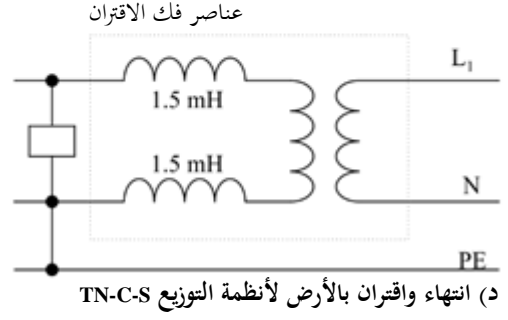 عناصر فك الاقتران
L1
1.5 mH
1.5 mH
N
PE
د) انتهاء واقتران بالأرض لأنظمة التوزيع TN-C-S